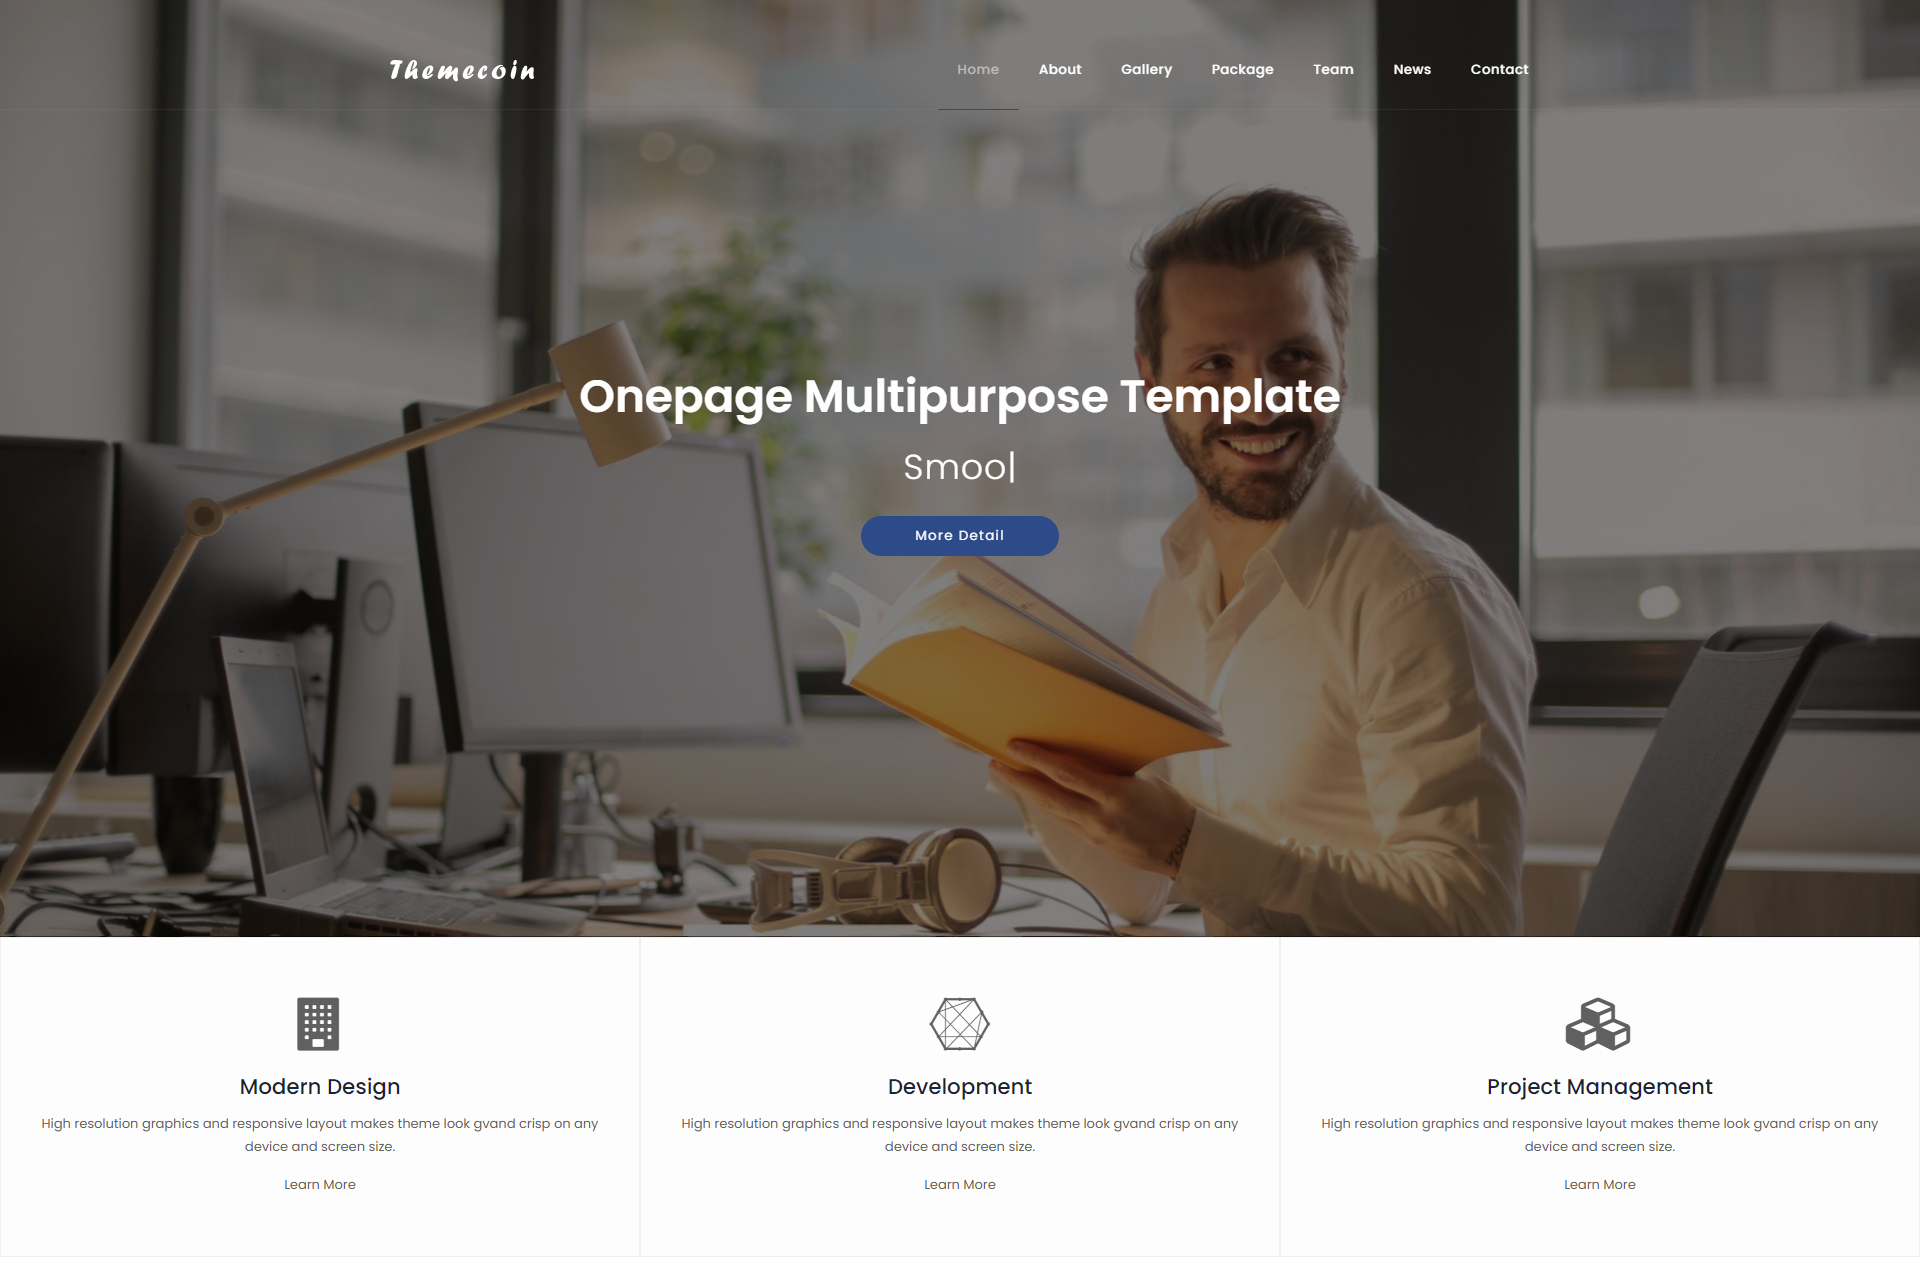 Themecoin
Home About Gallery Package Team News Contact
Onepage Multipurpose Template
Smoo|
More Detail
Modern Design
High resolution graphics and responsive layout makes theme look gvand crisp on any
device and screen size.
Learn More
Development
High resolution graphics and responsive layout makes theme look gvand crisp on any
device and screen size.
Learn More
Project Management
High resolution graphics and responsive layout makes theme look gvand crisp on any
device and screen size.
Learn More